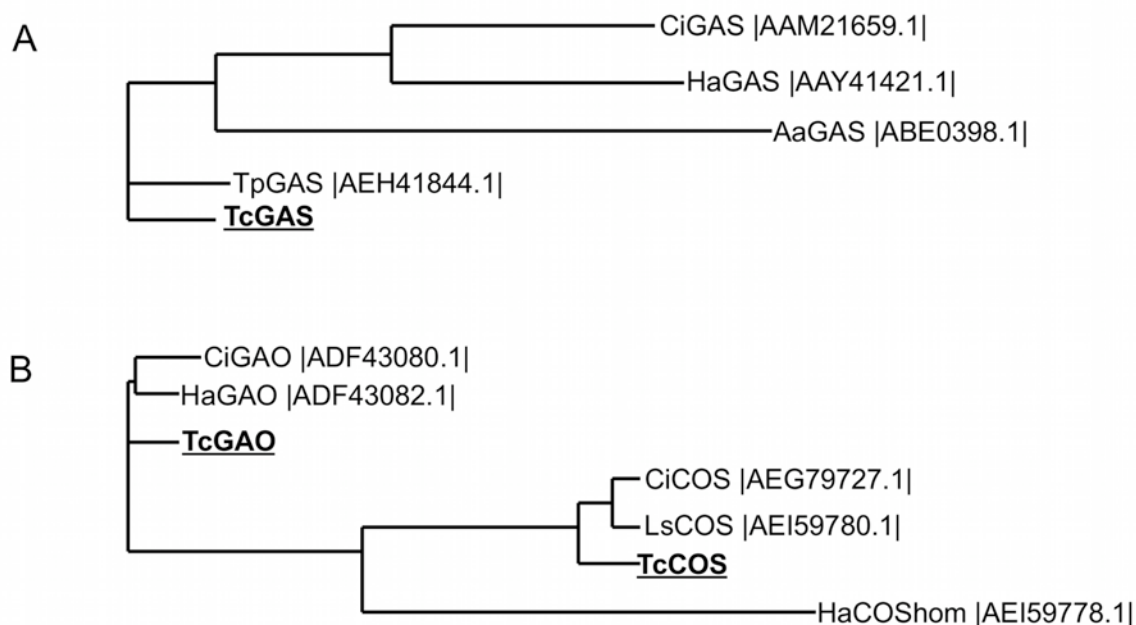 A
CiGAS |AAM21659.1|
HaGAS |AAY41421.1|
AaGAS |ABE0398.1|
TpGAS |AEH41844.1|
TcGAS
B
CiGAO |ADF43080.1|
HaGAO |ADF43082.1|
TcGAO
CiCOS |AEG79727.1|
LsCOS |AEI59780.1|
TcCOS
HaCOShom |AEI59778.1|